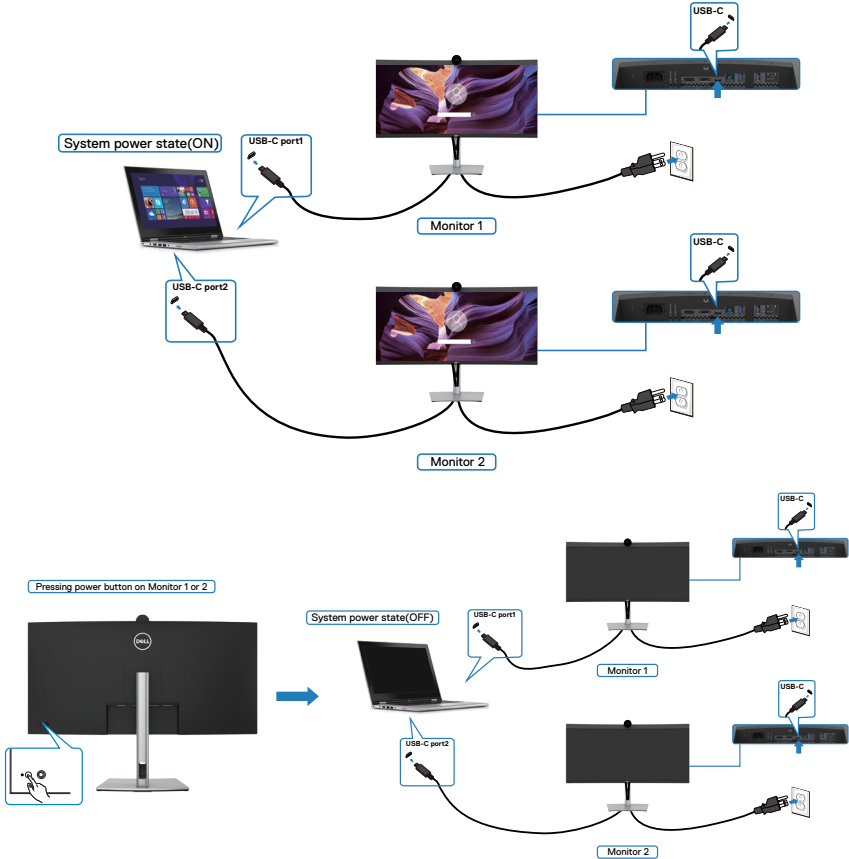 USB-C
USB-C port1
System power state(ON)
Monitor 1
USB-C
USB-C port2
Monitor 2
USB-C
Pressing power button on Monitor 1 or 2
DELL
System power state(OFF)
USB-C port1
Monitor 1
USB-C
USB-C port2
Monitor 2